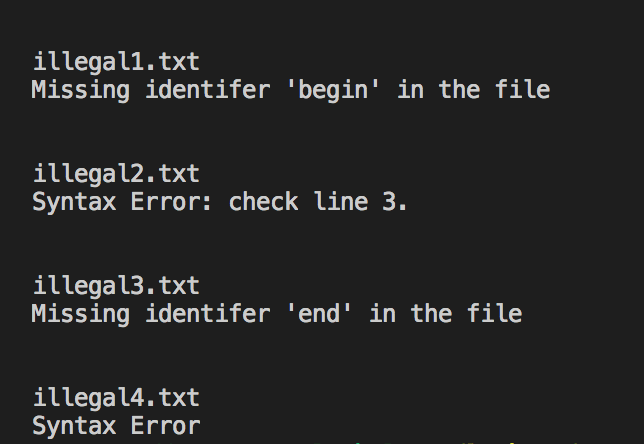 illegal1.txt
Missing identifer 'begin' in the file
illegal2.txt
Syntax Error: check line 3.
illegal3.txt
Missing identifer 'end' in the file
illegal4.txt
Syntax Error